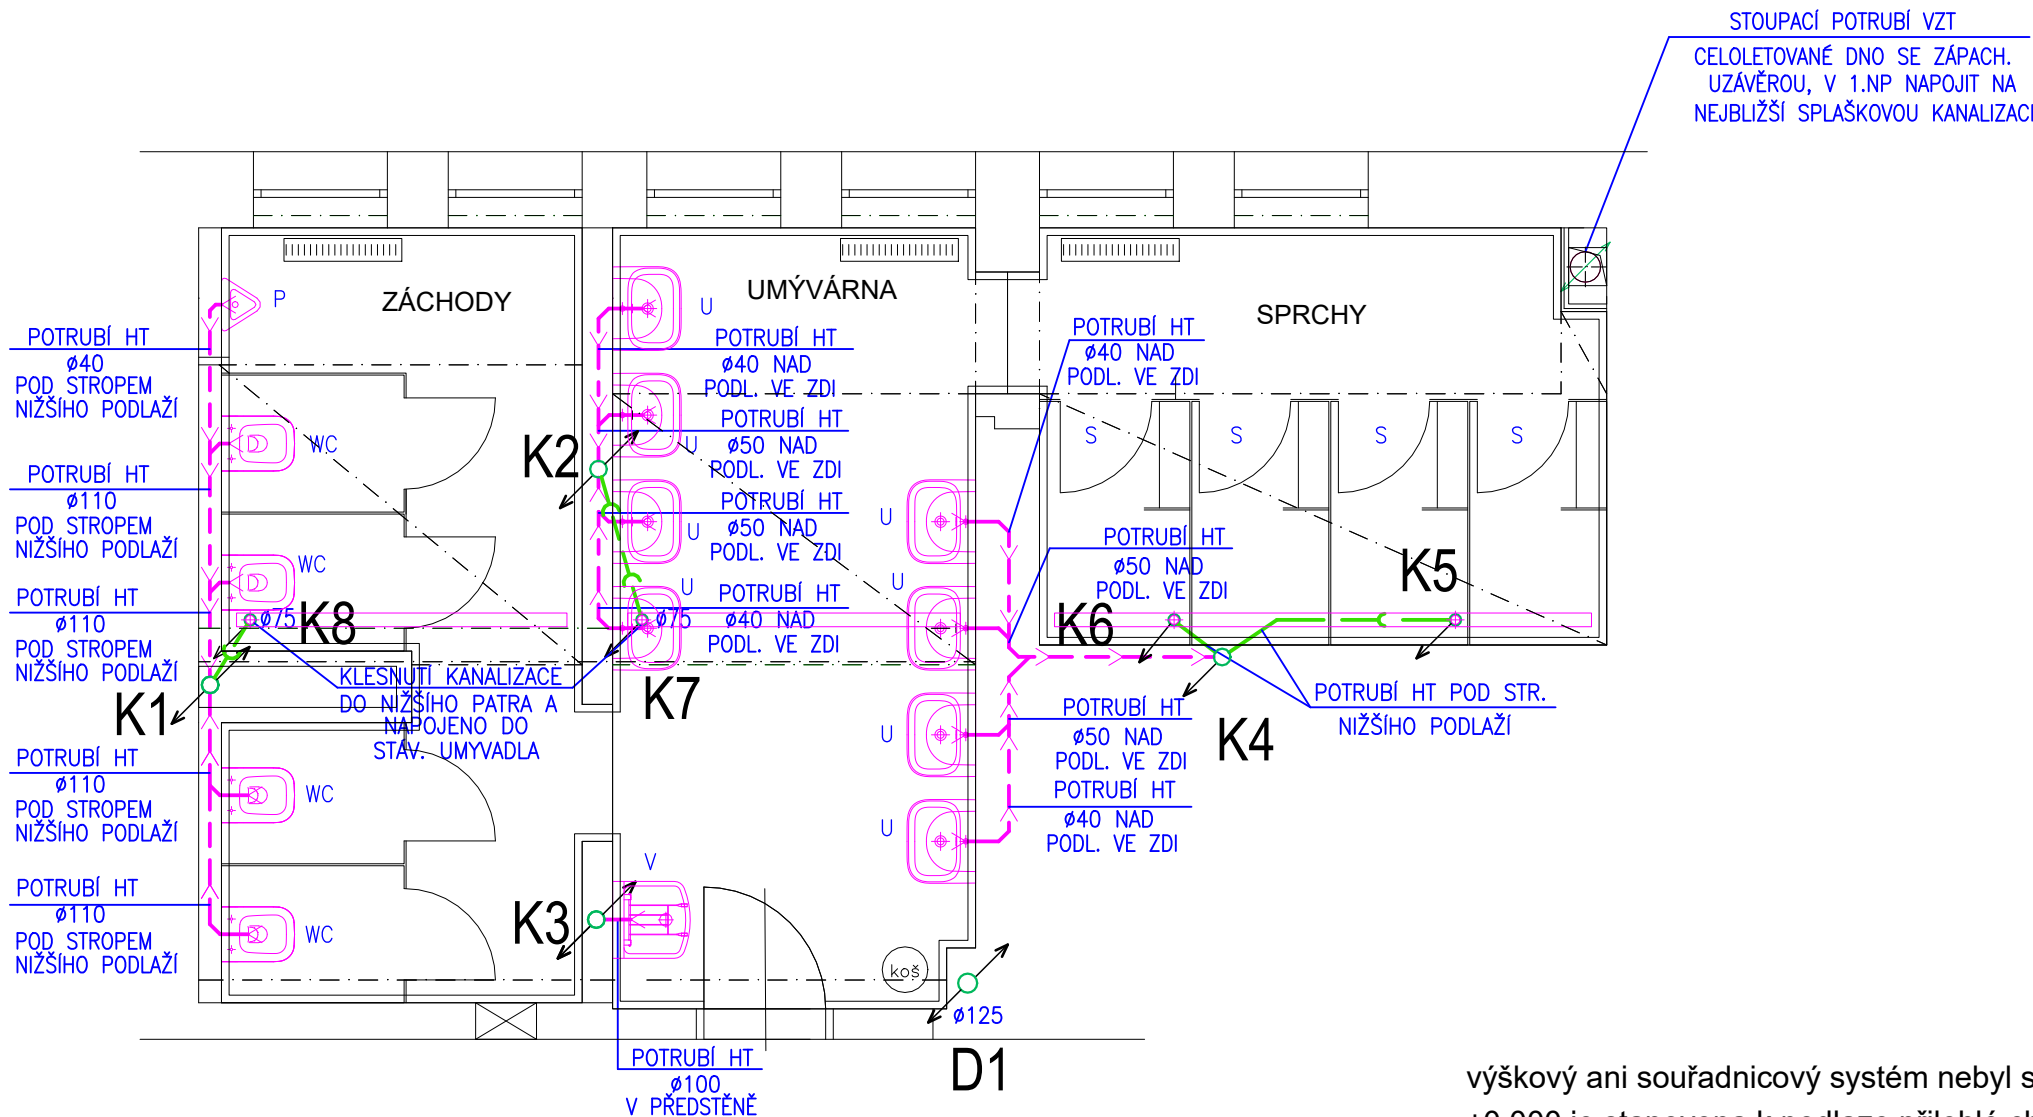 STOUPACÍ POTRUBÍ VZT
CELOLETOVANÉ DNO SE ZÁPACH.
UZÁVĚROU, V 1.NP NAPOJIT NA
NEJBLIŽŠÍ SPLAŠKOVOU KANALIZACI
ZÁCHODY
UMÝVÁRNA
SPRCHY
P
U
POTRUBÍ HT
ø40
POD STROPEM
NIŽŠÍHO PODLAŽÍ
POTRUBÍ HT
ø40 NAD
PODL. VE ZDI
POTRUBÍ HT
ø40 NAD
PODL. VE ZDI
WC
K2
U
POTRUBÍ HT
ø50 NAD
PODL. VE ZDI
S
S
S
S
POTRUBÍ HT
ø110
POD STROPEM
NIŽŠÍHO PODLAŽÍ
U
POTRUBÍ HT
ø50 NAD
PODL. VE ZDI
U
POTRUBÍ HT
ø50 NAD
PODL. VE ZDI
K5
WC
POTRUBÍ HT
ø110
POD STROPEM
NIŽŠÍHO PODLAŽÍ
ø75
K8
U
ø75
POTRUBÍ HT
ø40 NAD
PODL. VE ZDI
U
K6
K1
KLESNUTÍ KANALIZACE
DO NIŽŠÍHO PATRA A
NAPOJENO DO
STÁV. UMYVADLA
K7
U
POTRUBÍ HT
ø50 NAD
PODL. VE ZDI
K4
POTRUBÍ HT POD STR.
NIŽŠÍHO PODLAŽÍ
POTRUBÍ HT
ø110
POD STROPEM
NIŽŠÍHO PODLAŽÍ
WC
U
POTRUBÍ HT
ø40 NAD
PODL. VE ZDI
POTRUBÍ HT
ø110
POD STROPEM
NIŽŠÍHO PODLAŽÍ
WC
K3
V
koš
ø125
D1
POTRUBÍ HT
ø100
V PŘEDSTĚNĚ
výškový ani souřadnicový systém nebyl s